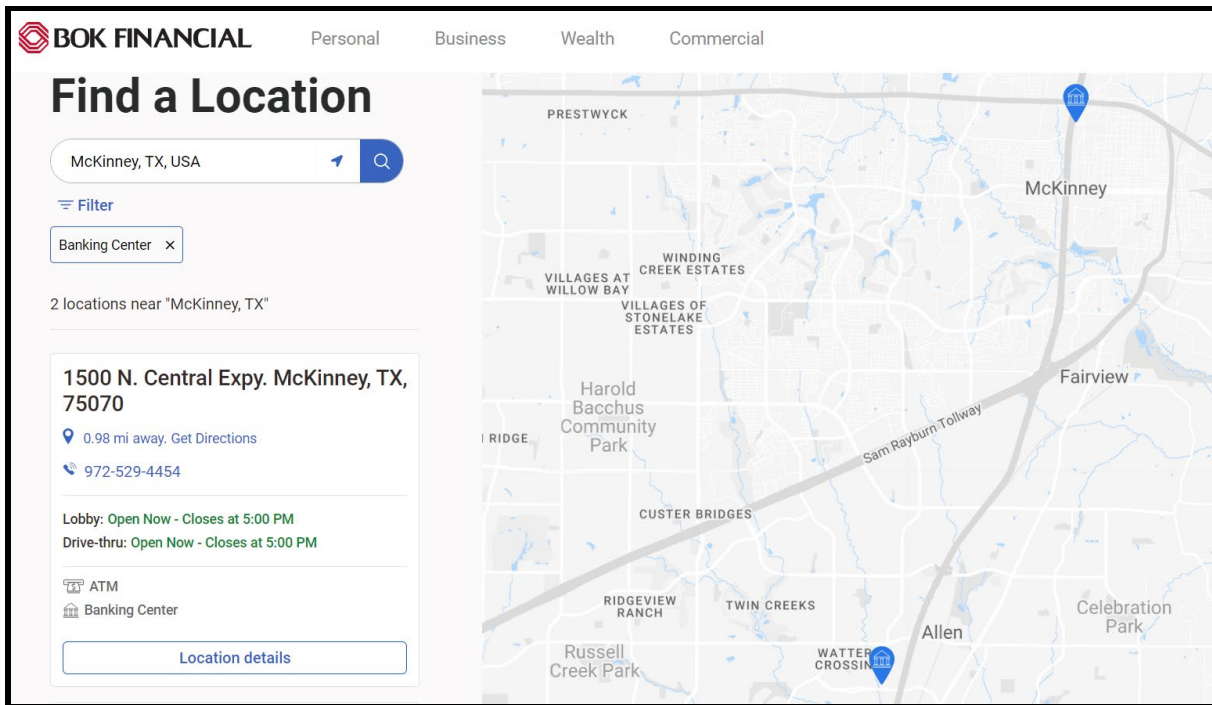 BOK FINANCIAL
Personal
Business
Wealth
Commercial
Find a Location
McKinney, TX, USA
Filter
Banking Center ×
2 locations near "McKinney, TX"
1500 N. Central Expy. McKinney, TX,
75070
0.98 mi away. Get Directions
972-529-4454
Lobby: Open Now - Closes at 5:00 PM
Drive-thru: Open Now - Closes at 5:00 PM
ATM
Banking Center
Location details
PRESTWYCK
McKinney
WINDING
CREEK ESTATES
VILLAGES AT
WILLOW BAY
VILLAGES OF
STONELAKE
ESTATES
Harold
Bacchus
Community
Park
RIDGE
Fairview
Sam Rayburn Tollway
CUSTER BRIDGES
RIDGEVIEW
RANCH
TWIN CREEKS
Celebration
Park
Allen
Russell
Creek Park
WATTER
CROSSIN